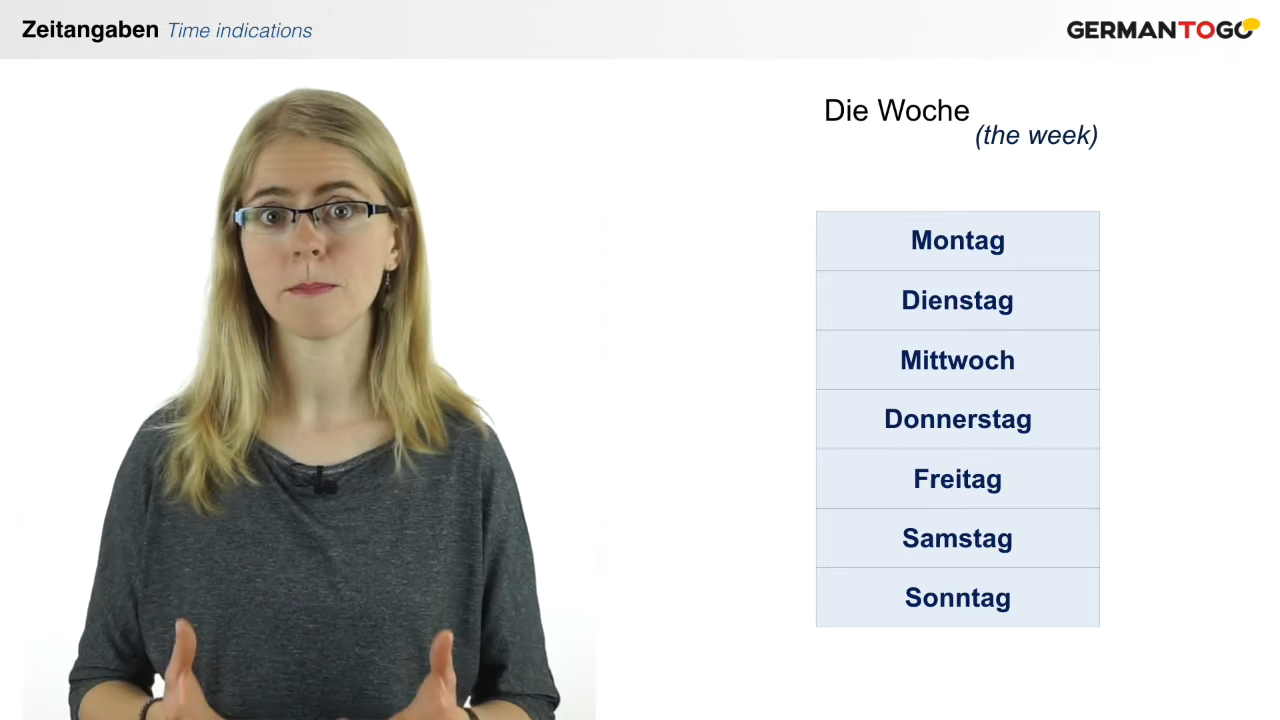 Zeitangaben Time indications
GERMANTOGO
Die Woche
(the week)
Montag
Dienstag
Mittwoch
Donnerstag
Freitag
Samstag
Sonntag